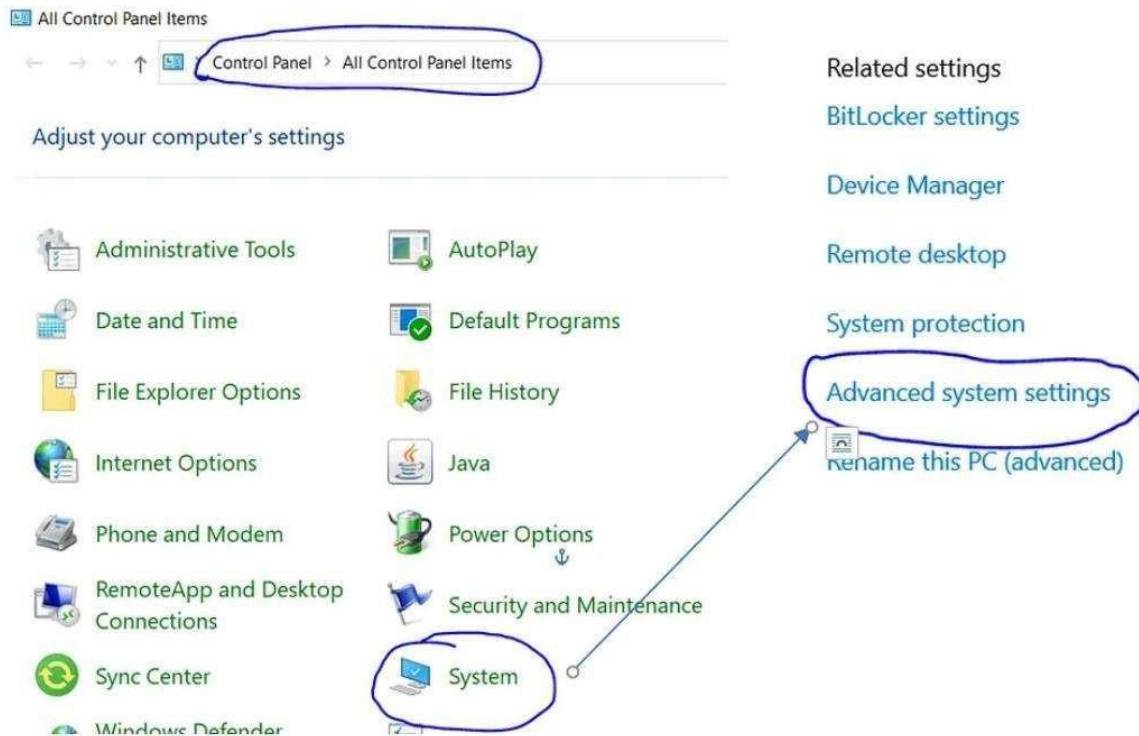 All Control Panel Items
Control Panel > All Control Panel Items
Adjust your computer's settings
Administrative Tools
AutoPlay
Date and Time
Default Programs
File Explorer Options
File History
Internet Options
Java
Phone and Modem
Power Options
RemoteApp and Desktop
Connections
Security and Maintenance
Sync Center
System
Windows Defender
Related settings
BitLocker settings
Device Manager
Remote desktop
System protection
Advanced system settings
Rename this PC (advanced)